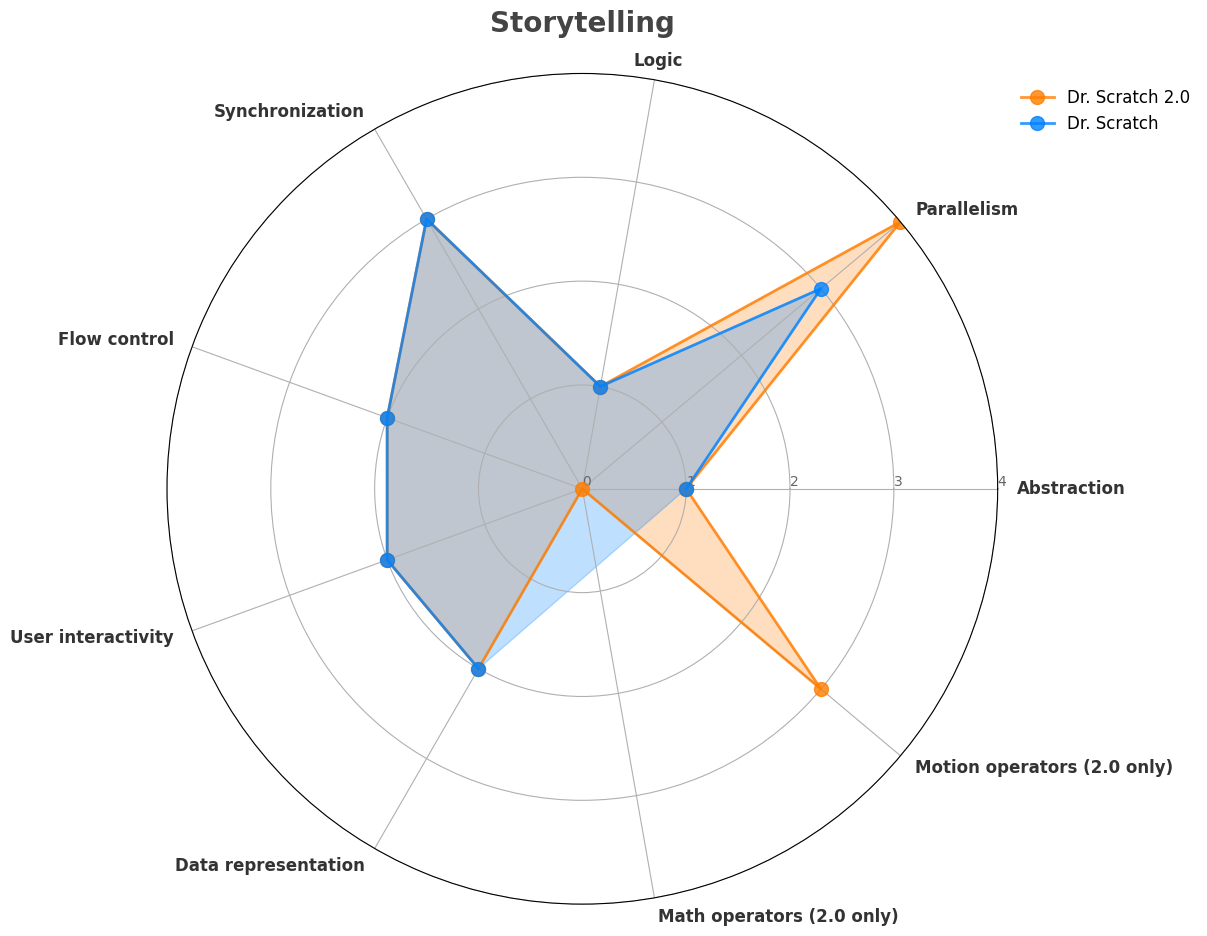 Storytelling
Logic
Dr. Scratch 2.0
Dr. Scratch
Synchronization
Parallelism
Flow control
0
1
2
3
4
Abstraction
User interactivity
Motion operators (2.0 only)
Data representation
Math operators (2.0 only)